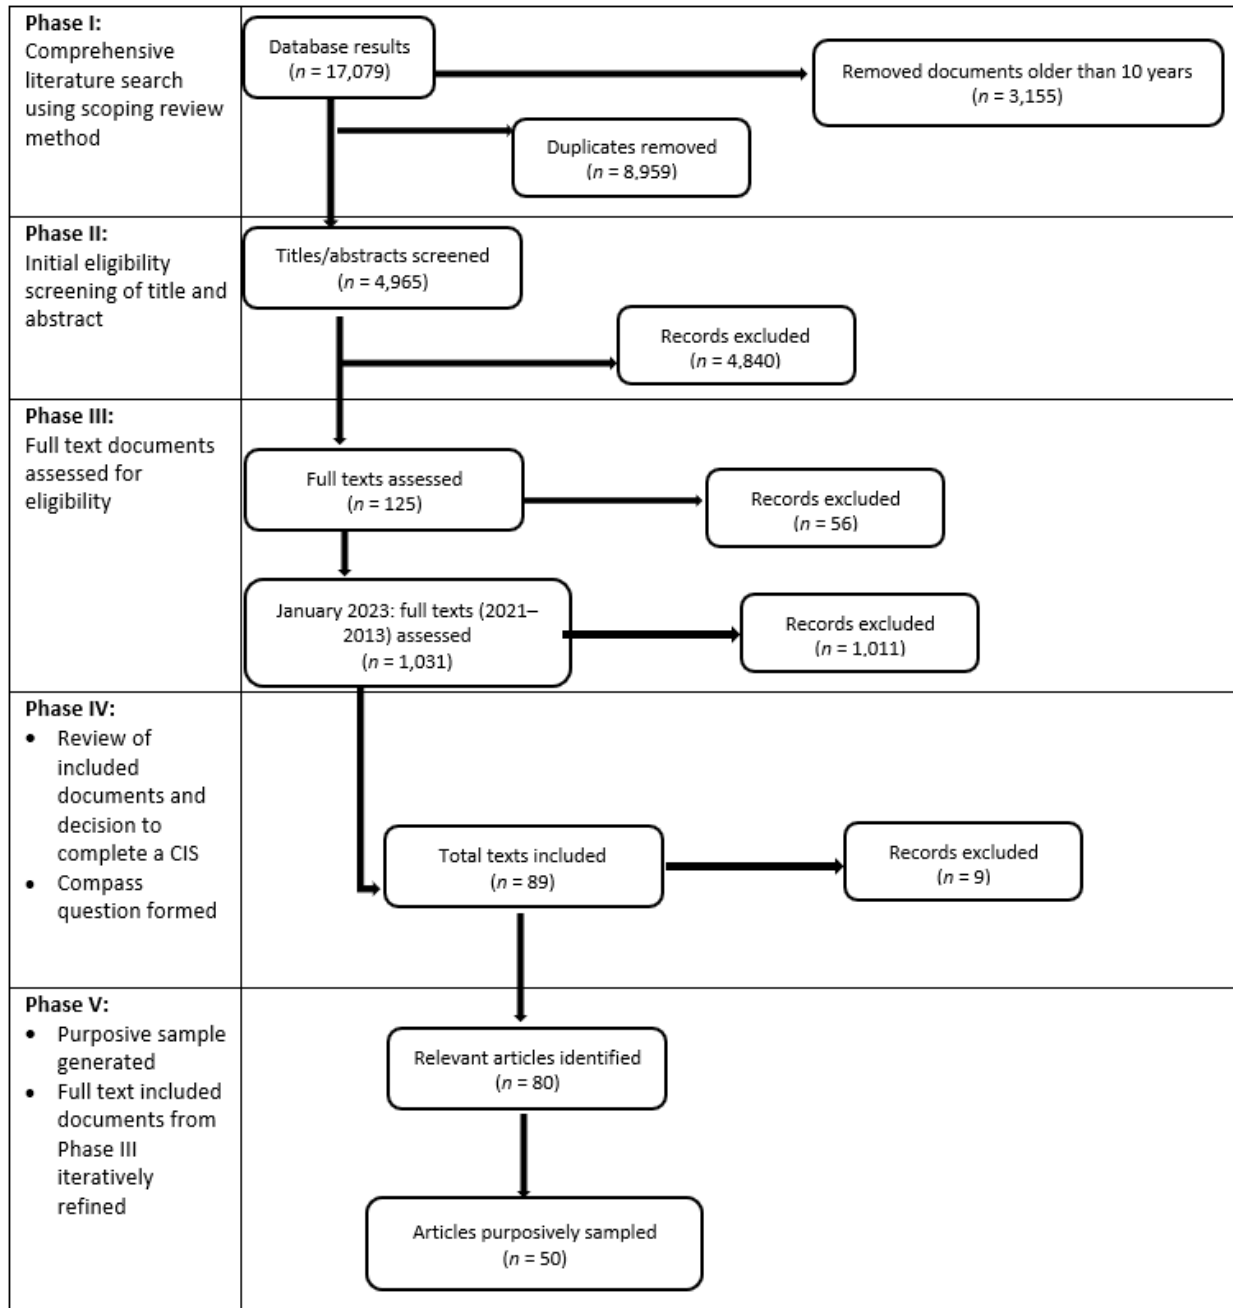 Phase I:
Comprehensive
literature search
using scoping review
method
Database results
(n = 17,079)
Removed documents older than 10 years
(n = 3,155)
Duplicates removed
(n = 8,959)
Phase II:
Initial eligibility
screening of title and
abstract
Titles/abstracts screened
(n = 4,965)
Records excluded
(n = 4,840)
Phase III:
Full text documents
assessed for
eligibility
Full texts assessed
(n = 125)
Records excluded
(n = 56)
January 2023: full texts (2021–
2013) assessed
(n = 1,031)
Records excluded
(n = 1,011)
Phase IV:
• Review of
included
documents and
decision to
complete a CIS
• Compass
question formed
Total texts included
(n = 89)
Records excluded
(n = 9)
Phase V:
• Purposive sample
generated
• Full text included
documents from
Phase III
iteratively
refined
Relevant articles identified
(n = 80)
Articles purposively sampled
(n = 50)